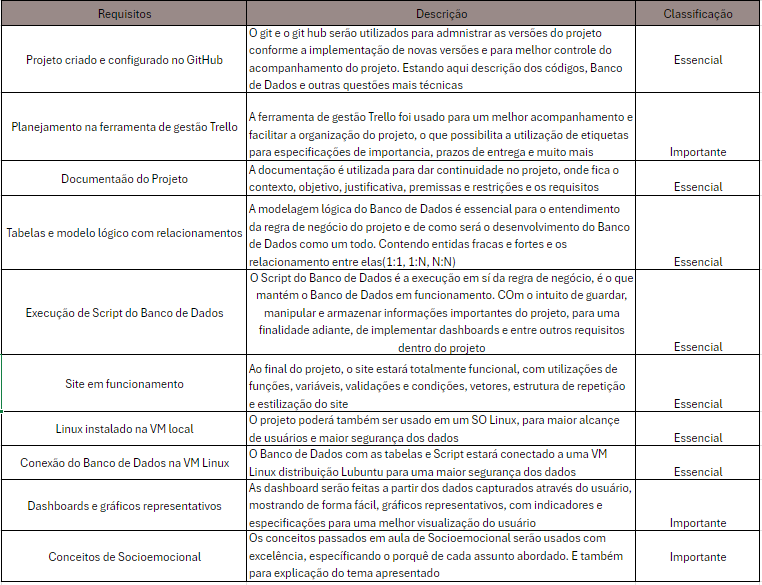 Requisitos Descrição Classificação
Projeto criado e configurado no GitHub
O git e o git hub serão utilizados para admnistrar as versões do projeto
conforme a implementação de novas versões e para melhor controle do
acompanhamento do projeto. Estando aqui descrição dos códigos, Banco
de Dados e outras questões mais técnicas
Essencial
Planejamento na ferramenta de gestão Trello
A ferramenta de gestão Trello foi usado para um melhor acompanhamento e
facilitar a organização do projeto, o que possibilita a utilização de etiquetas
para especificações de importancia, prazos de entrega e muito mais
Importante
Documentaão do Projeto
A documentação é utilizada para dar continuidade no projeto, onde fica o
contexto, objetivo, justificativa, premissas e restrições e os requisitos
Essencial
Tabelas e modelo lógico com relacionamentos
A modelagem lógica do Banco de Dados é essencial para o entendimento
da regra de negócio do projeto e de como será o desenvolvimento do Banco
de Dados como um todo. Contendo entidas fracas e fortes e os
relacionamento entre elas(1:1, 1:N, N:N)
Essencial
Execução de Script do Banco de Dados
O Script do Banco de Dados é a execução em sí da regra de negócio, é o que
mantém o Banco de Dados em funcionamento. COm o intuito de guardar,
manipular e armazenar informações importantes do projeto, para uma
finalidade adiante, de implementar dashboards e entre outros requisitos
dentro do projeto
Essencial
Site em funcionamento
Ao final do projeto, o site estará totalmente funcional, com utilizações de
funções, variáveis, validações e condições, vetores, estrutura de repetição
e estilização do site
Essencial
Linux instalado na VM local
O projeto poderá também ser usado em um SO Linux, para maior alcançe
de usuários e maior segurança dos dados
Essencial
Conexão do Banco de Dados na VM Linux
O Banco de Dados com as tabelas e Script estará conectado a uma VM
Linux distribuição Lubuntu para uma maior segurança dos dados
Essencial
Dashboards e gráficos representativos
As dashboard serão feitas a partir dos dados capturados através do usuário,
mostrando de forma fácil, gráficos representativos, com indicadores e
especificações para uma melhor visualização do usuário
Importante
Conceitos de Socioemocional
Os conceitos passados em aula de Socioemocional serão usados com
excelência, específicando o porquê de cada assunto abordado. E também
para explicação do tema apresentado
Importante